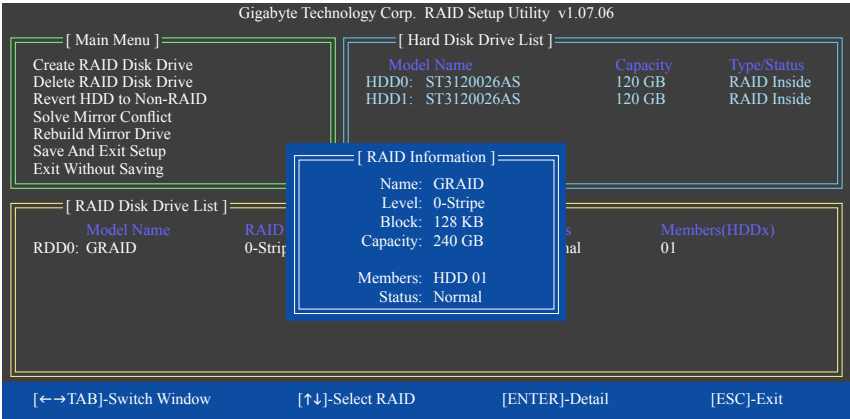 Gigabyte Technology Corp. RAID Setup Utility v1.07.06
[ Main Menu ]
Create RAID Disk Drive
Delete RAID Disk Drive
Revert HDD to Non-RAID
Solve Mirror Conflict
Rebuild Mirror Drive
Save And Exit Setup
Exit Without Saving
[ Hard Disk Drive List ]
Model Name Capacity Type/Status
HDD0: ST3120026AS 120 GB RAID Inside
HDD1: ST3120026AS 120 GB RAID Inside
[ RAID Information ]
Name: GRAID
Level: 0-Stripe
Block: 128 KB
Capacity: 240 GB
Members: HDD 01
Status: Normal
[ RAID Disk Drive List ]
Model Name RAID Members(HDDx)
RDD0: GRAID 0-Strip 01
[←→TAB]-Switch Window [↑↓]-Select RAID [ENTER]-Detail [ESC]-Exit